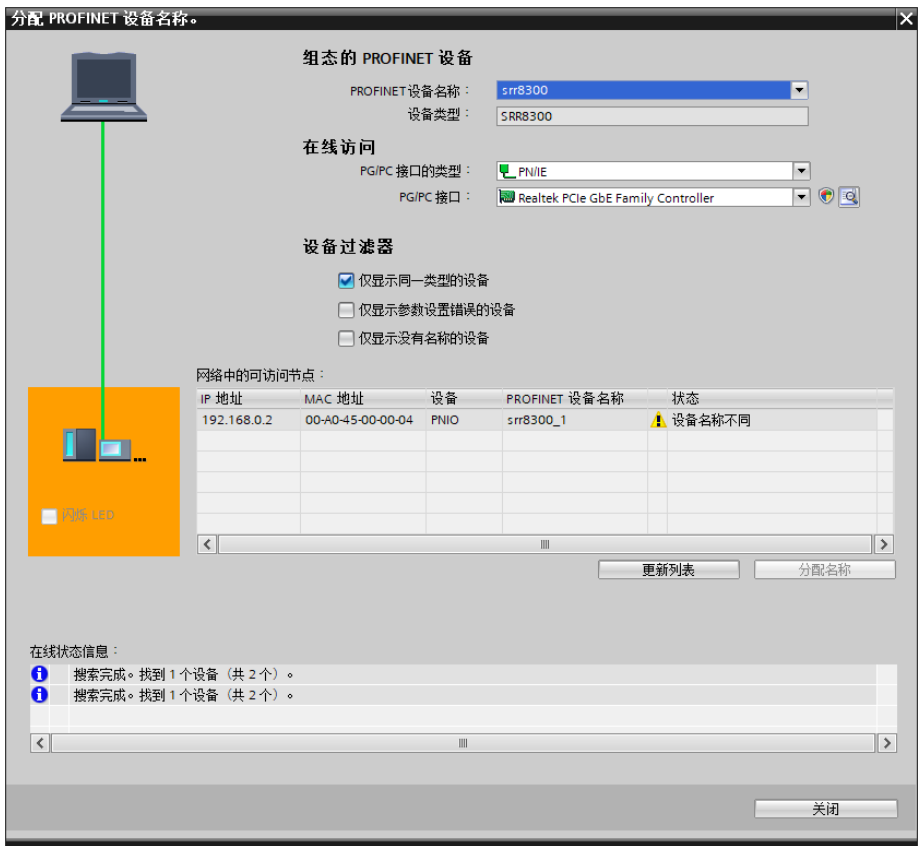 分配 PROFINET 设备名称。
组态的 PROFINET 设备
PROFINET设备名称： srr8300
设备类型： SRR8300
在线访问
PG/PC 接口的类型： PN/IE
PG/PC 接口： Realtek PCIe GbE Family Controller
设备过滤器
仅显示同一类型的设备
仅显示参数设置错误的设备
仅显示没有名称的设备
网络中的可访问节点：
IP 地址 MAC 地址 设备 PROFINET 设备名称 状态
192.168.0.2 00-A0-45-00-00-04 PNIO srr8300_1 设备名称不同
闪烁 LED
更新列表 分配名称
在线状态信息：
搜索完成。找到 1 个设备（共 2 个）。
搜索完成。找到 1 个设备（共 2 个）。
关闭